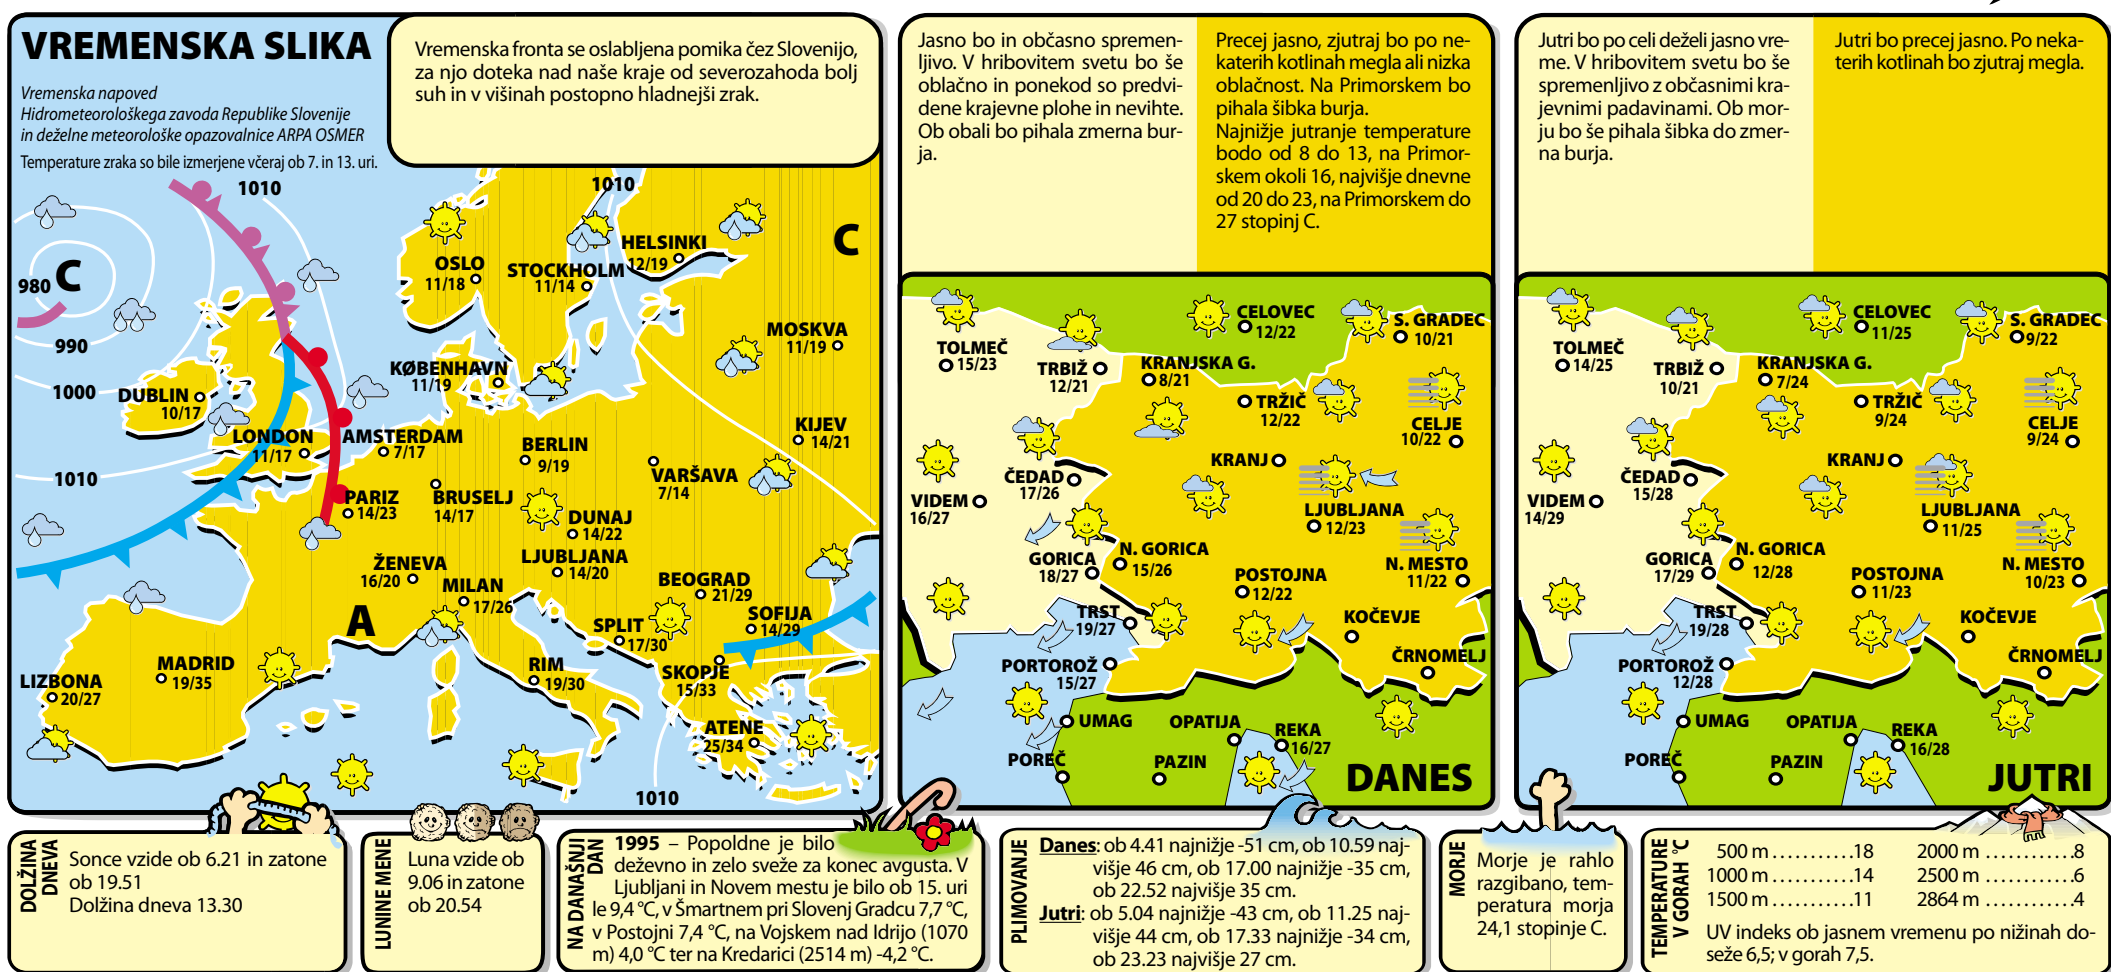 VREMENSKA SLIKA
Vremenska napoved
Hidrometeorološkega zavoda Republike Slovenije
in deželne meteorološke opazovalnice ARPA OSMER
Temperature zraka so bile izmerjene včeraj ob 7. in 13. uri.
Vremenska fronta se oslabljena pomika čez Slovenijo,
za njo doteka nad naše kraje od severozahoda bolj
suh in v višinah postopno hladnejši zrak.
1010
1010
C
980 C
990
1000
1010
1010
A
OSLO
11/18
STOCKHOLM
11/14
HELSINKI
12/19
MOSKVA
11/19
KØBENHAVN
11/19
DUBLIN
10/17
LONDON
11/17
AMSTERDAM
7/17
BERLIN
9/19
KIJEV
14/21
VARŠAVA
7/14
PARIZ
14/23
BRUSELJ
14/17
DUNAJ
14/22
LJUBLJANA
14/20
ŽENEVA
16/20
MILAN
17/26
BEOGRAD
21/29
SOFIJA
14/29
SPLIT
17/30
SKOPJE
15/33
MADRID
19/35
LIZBONA
20/27
RIM
19/30
ATENE
25/34
Jasno bo in občasno spremen-
ljivo. V hribovitem svetu bo še
oblačno in ponekod so predvi-
dene krajevne plohe in nevihte.
Ob obali bo pihala zmerna bur-
ja.
Precej jasno, zjutraj bo po ne-
katerih kotlinah megla ali nizka
oblačnost. Na Primorskem bo
pihala šibka burja.
Najnižje jutranje temperature
bodo od 8 do 13, na Primor-
skem okoli 16, najvišje dnevne
od 20 do 23, na Primorskem do
27 stopinj C.
CELOVEC
12/22
S. GRADEC
10/21
TOLMEČ
15/23
TRBIŽ
12/21
KRANJSKA G.
8/21
TRŽIČ
12/22
CELJE
10/22
KRANJ
ČEDAD
17/26
VIDEM
16/27
LJUBLJANA
12/23
GORICA
18/27
N. GORICA
15/26
N. MESTO
11/22
POSTOJNA
12/22
TRST
19/27
KOČEVJE
PORTOROŽ
15/27
ČRNOMELJ
UMAG
OPATIJA
REKA
16/27
POREČ
PAZIN
DANES
Jutri bo po celi deželi jasno vre-
me. V hribovitem svetu bo še
spremenljivo z občasnimi kra-
jevnimi padavinami. Ob mor-
ju bo še pihala šibka do zmer-
na burja.
Jutri bo precej jasno. Po neka-
terih kotlinah bo zjutraj megla.
CELOVEC
11/25
S. GRADEC
9/22
TOLMEČ
14/25
TRBIŽ
10/21
KRANJSKA G.
7/24
TRŽIČ
9/24
CELJE
9/24
KRANJ
ČEDAD
15/28
VIDEM
14/29
LJUBLJANA
11/25
GORICA
17/29
N. GORICA
12/28
N. MESTO
10/23
POSTOJNA
11/23
TRST
19/28
KOČEVJE
PORTOROŽ
12/28
ČRNOMELJ
UMAG
OPATIJA
REKA
16/28
POREČ
PAZIN
JUTRI
DOLŽINA
DNEVA
Sonce vzide ob 6.21 in zatone
ob 19.51
Dolžina dneva 13.30
LUNINE MENE
Luna vzide ob
9.06 in zatone
ob 20.54
NA DANAŠNJI
DAN
1995 – Popoldne je bilo
deževno in zelo sveže za konec avgusta. V
Ljubljani in Novem mestu je bilo ob 15. uri
le 9,4 °C, v Šmartnem pri Slovenj Gradcu 7,7 °C,
v Postojni 7,4 °C, na Vojskem nad Idrijo (1070
m) 4,0 °C ter na Kredarici (2514 m) -4,2 °C.
PLIMOVANJE
Danes: ob 4.41 najnižje -51 cm, ob 10.59 naj-
višje 46 cm, ob 17.00 najnižje -35 cm,
ob 22.52 najvišje 35 cm.
Jutri: ob 5.04 najnižje -43 cm, ob 11.25 naj-
višje 44 cm, ob 17.33 najnižje -34 cm,
ob 23.23 najvišje 27 cm.
MORJE
Morje je rahlo
razgibano, tem-
peratura morja
24,1 stopinje C.
TEMPERATURE
V GORAH °C
500 m ...........18
1000 m ...........14
1500 m ...........11
2000 m ............8
2500 m ............6
2864 m ............4
UV indeks ob jasnem vremenu po nižinah do-
seže 6,5; v gorah 7,5.